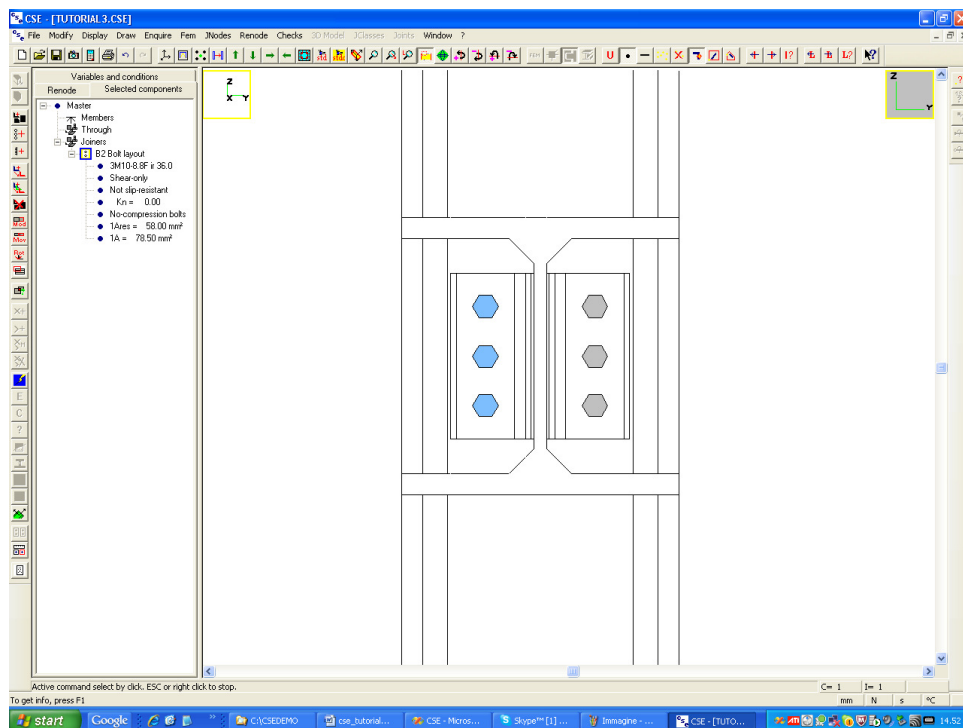 CSE - [TUTORIAL3.CSE]
File Modify Display Draw Enquire Fem JNodes Renode Checks 3D Model JClasses Joints Window ?
Variables and conditions
Renode Selected components
Master
Members
Through
Joiners
B2 Bolt layout
3M10-8.8F ir 36.0
Shear-only
Not slip-resistant
Kn = 0.00
No-compression bolts
1Ares = 58.00 mm²
1A = 78.50 mm²
Z
X Y
Z
Y
Active command select by click. ESC or right click to stop.
C= 1 I= 1
To get info, press F1
mm N s °C
start Google C:\CSEDEMO cse_tutorial... CSE - Micros... Skype™ [1] ... Immagine - ... CSE - [TUTO... 14.52